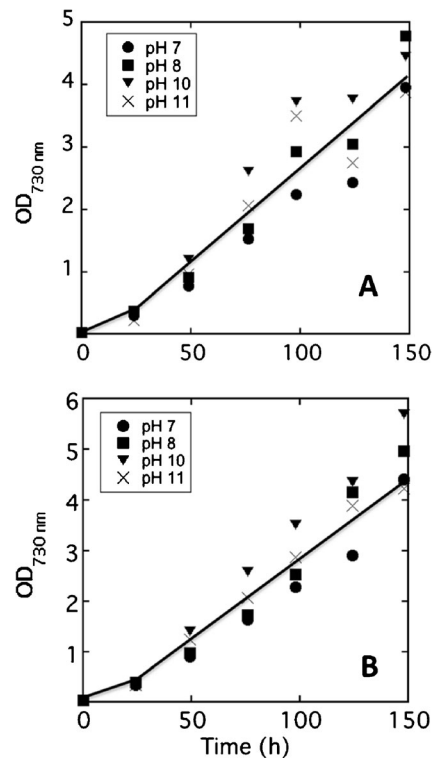 5
4
3
2
1
OD730 nm
pH 7
pH 8
pH 10
pH 11
A
0 50 100 150
6
5
4
3
2
1
OD730 nm
pH 7
pH 8
pH 10
pH 11
B
0 50 100 150
Time (h)